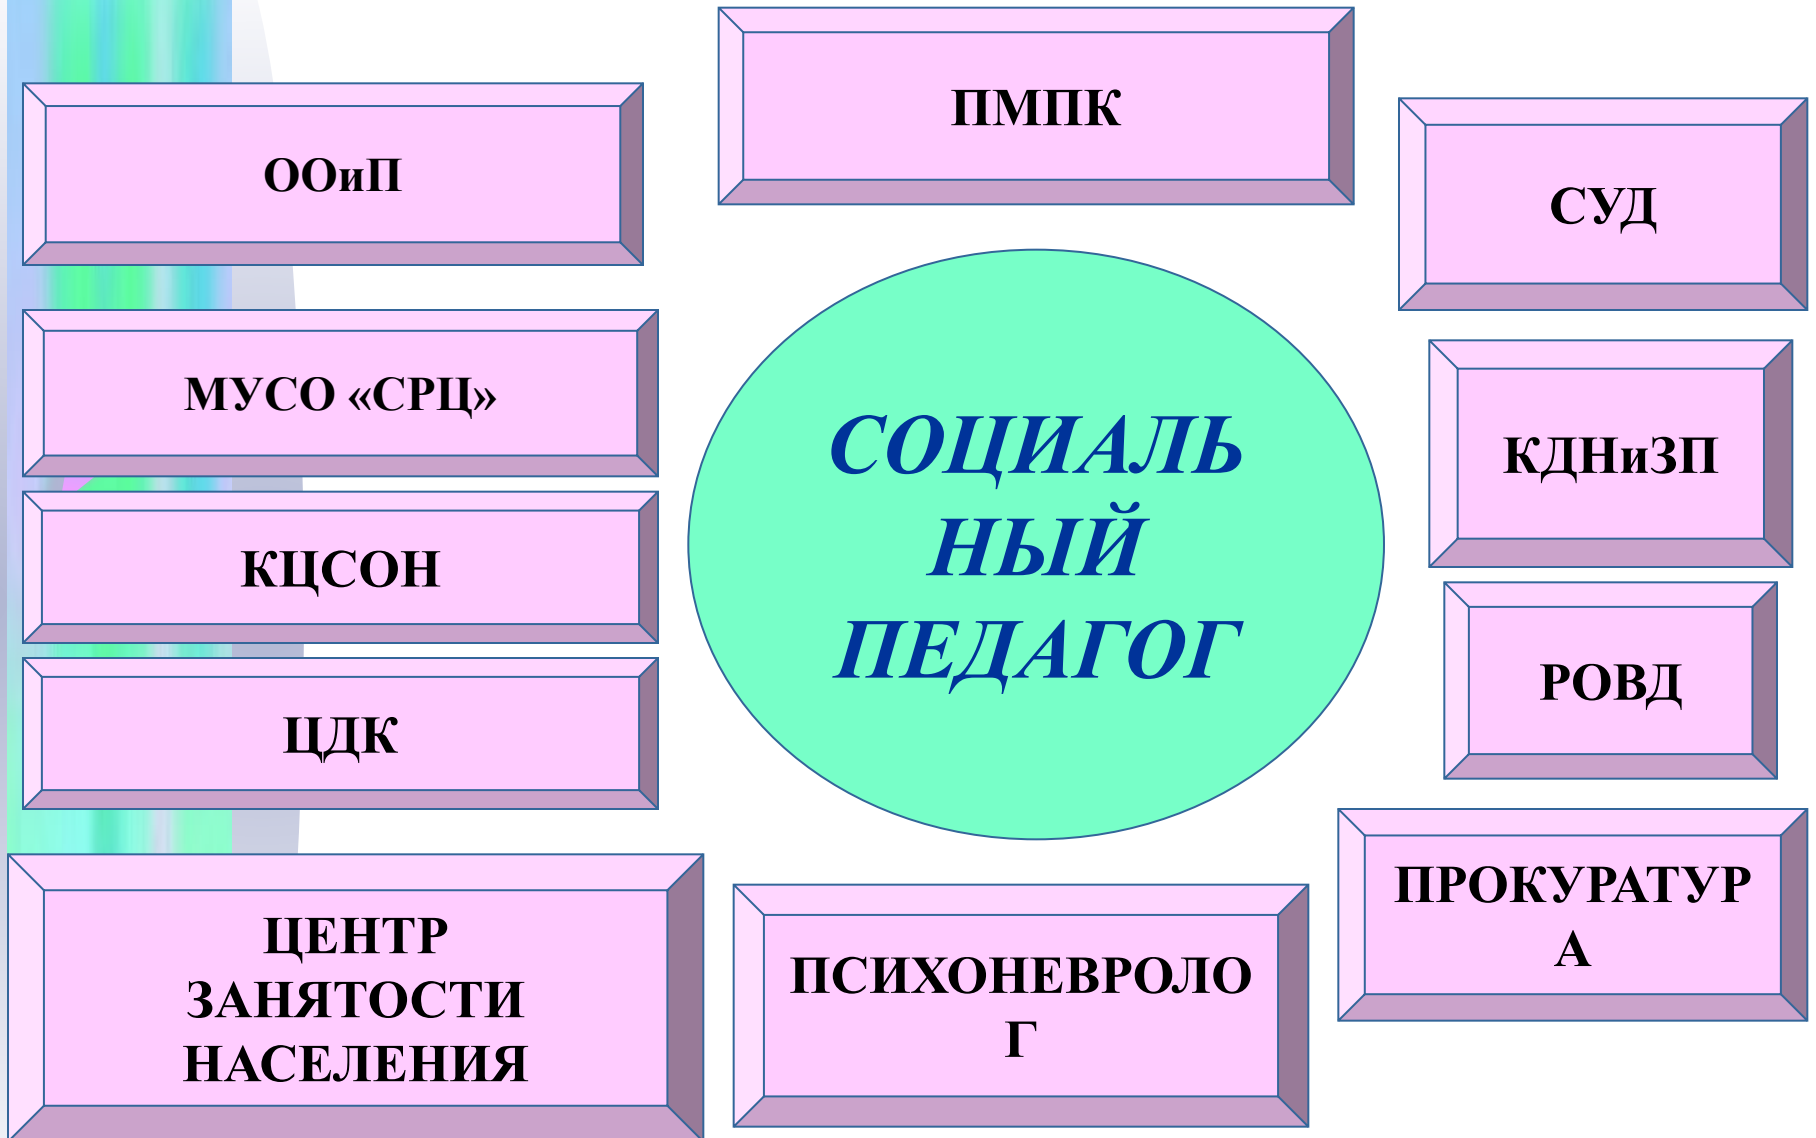 ПМПК
ООиП
СУД
МУСО «СРЦ»
КДНиЗП
СОЦИАЛЬ
НЫЙ
ПЕДАГОГ
КЦСОН
РОВД
ЦДК
ПРОКУРАТУР
А
ЦЕНТР
ЗАНЯТОСТИ
НАСЕЛЕНИЯ
ПСИХОНЕВРОЛО
Г